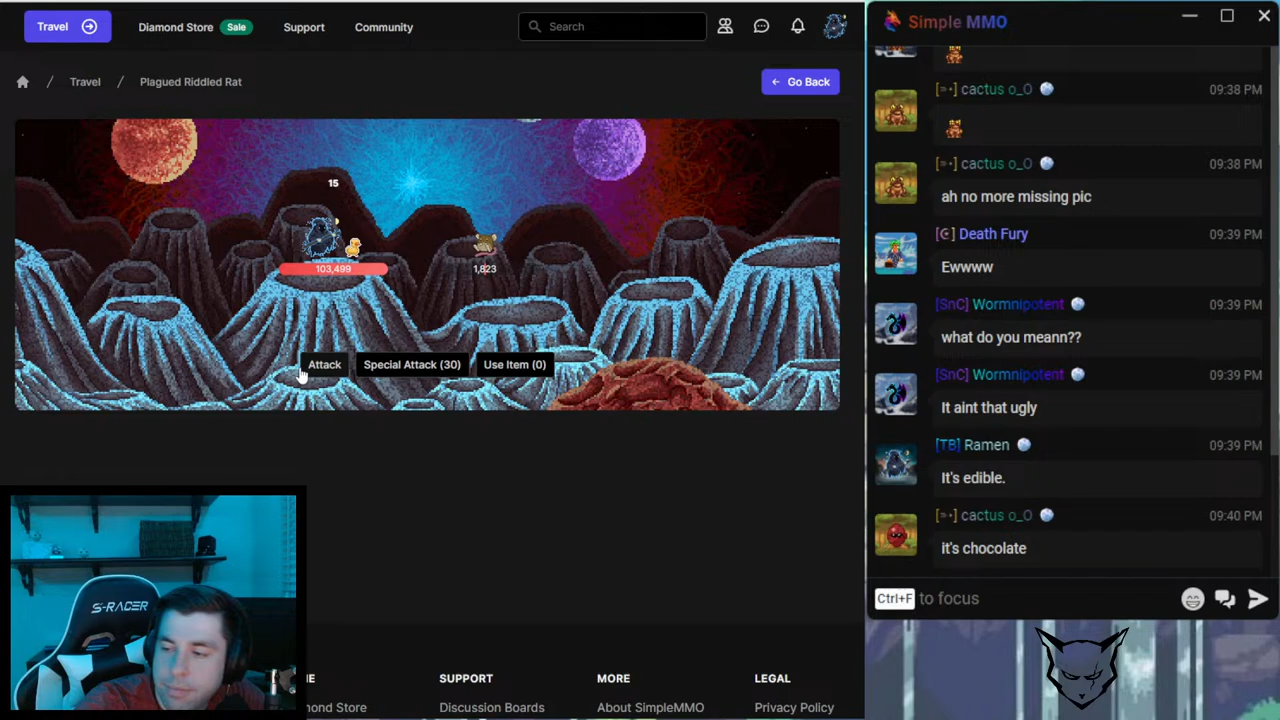 Travel
Diamond Store Sale
Support
Community
Search
/ Travel / Plagued Riddled Rat
← Go Back
15
103,499
1,823
Attack
Special Attack (30)
Use Item (0)
S-RACER
SUPPORT
MORE
LEGAL
Discussion Boards
About SimpleMMO
Privacy Policy
Simple MMO
cactus o_O 09:38 PM
cactus o_O 09:38 PM
ah no more missing pic
Death Fury 09:39 PM
Ewwww
[SnC] Wormnipotent 09:39 PM
what do you meann??
[SnC] Wormnipotent 09:39 PM
It aint that ugly
[TB] Ramen 09:39 PM
It's edible.
cactus o_O 09:40 PM
it's chocolate
Ctrl+F to focus